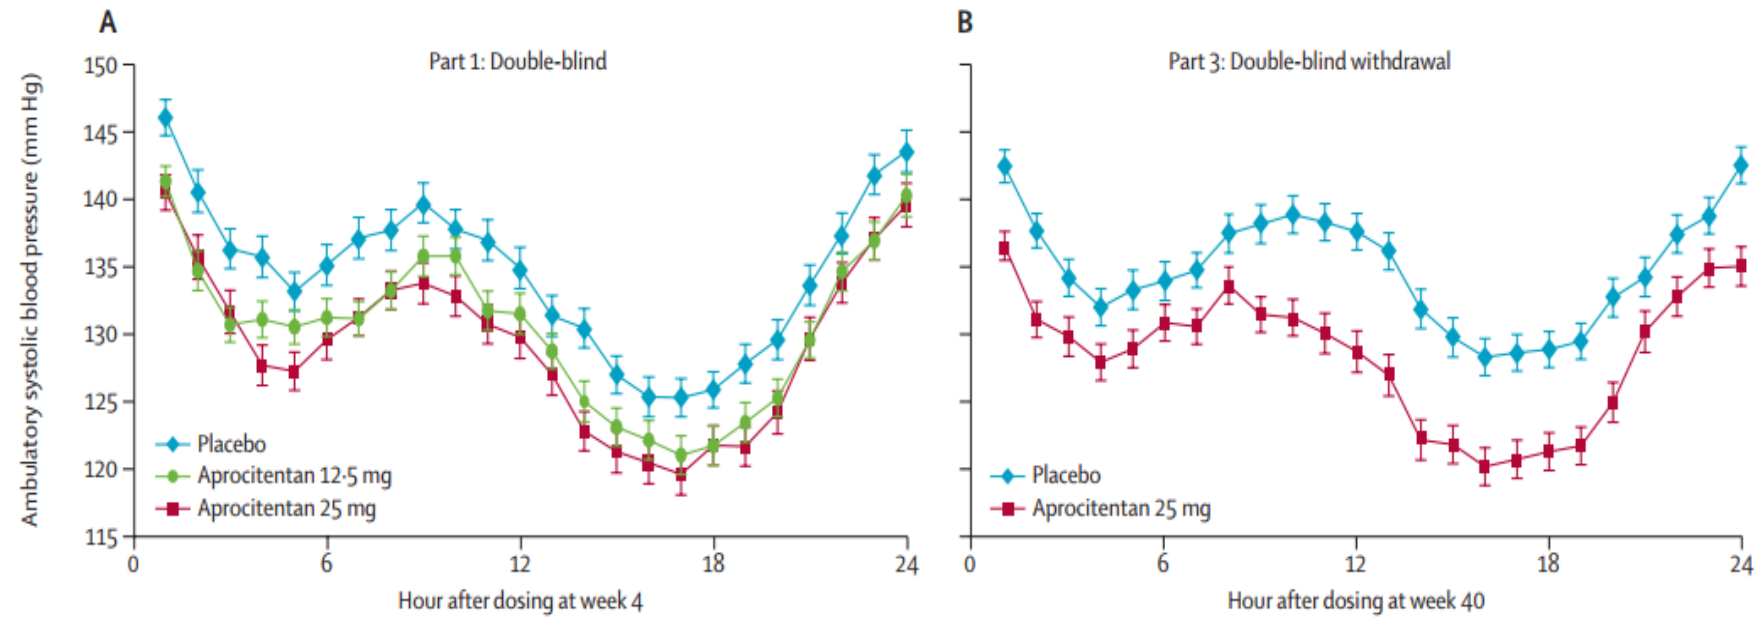 A
Part 1: Double-blind
Ambulatory systolic blood pressure (mm Hg)
150
145
140
135
130
125
120
115
Placebo
Aprocitentan 12·5 mg
Aprocitentan 25 mg
0 6 12 18 24
Hour after dosing at week 4
B
Part 3: Double-blind withdrawal
Placebo
Aprocitentan 25 mg
0 6 12 18 24
Hour after dosing at week 40